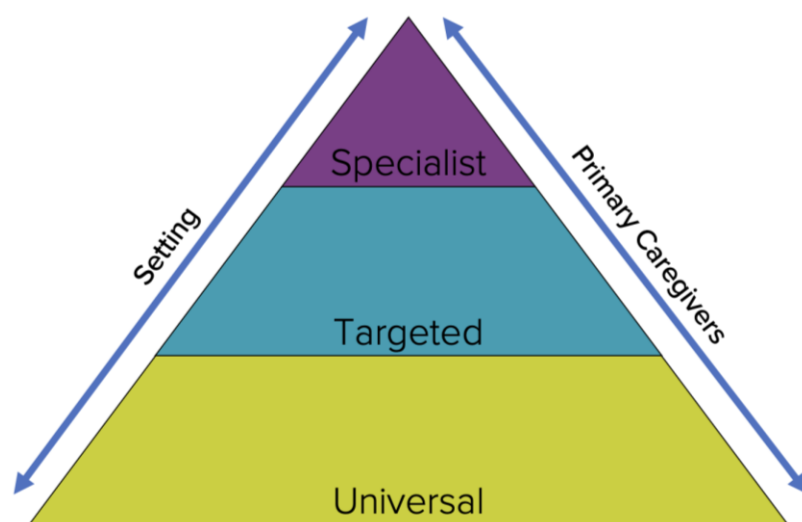 Specialist
Setting
Primary Caregivers
Targeted
Universal